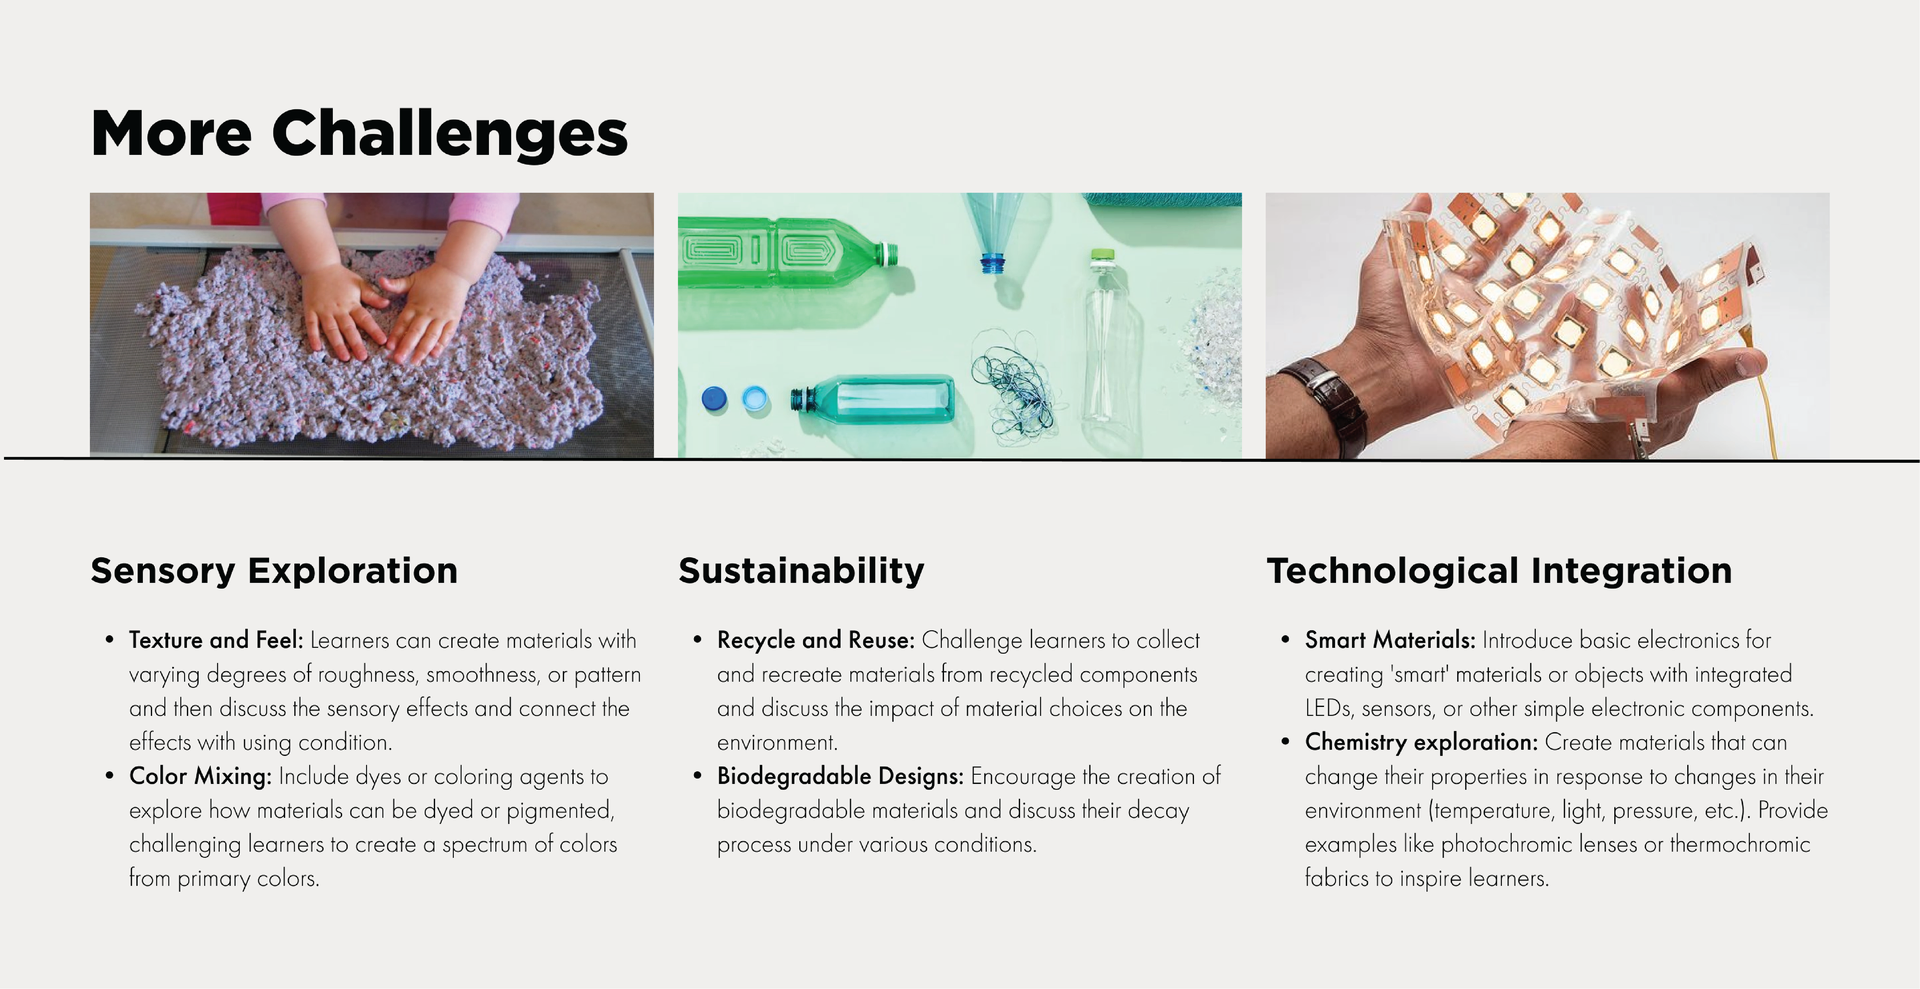 More Challenges
Sensory Exploration
• Texture and Feel: Learners can create materials with
varying degrees of roughness, smoothness, or pattern
and then discuss the sensory effects and connect the
effects with using condition.
• Color Mixing: Include dyes or coloring agents to
explore how materials can be dyed or pigmented,
challenging learners to create a spectrum of colors
from primary colors.
Sustainability
• Recycle and Reuse: Challenge learners to collect
and recreate materials from recycled components
and discuss the impact of material choices on the
environment.
• Biodegradable Designs: Encourage the creation of
biodegradable materials and discuss their decay
process under various conditions.
Technological Integration
• Smart Materials: Introduce basic electronics for
creating 'smart' materials or objects with integrated
LEDs, sensors, or other simple electronic components.
• Chemistry exploration: Create materials that can
change their properties in response to changes in their
environment (temperature, light, pressure, etc.). Provide
examples like photochromic lenses or thermochromic
fabrics to inspire learners.